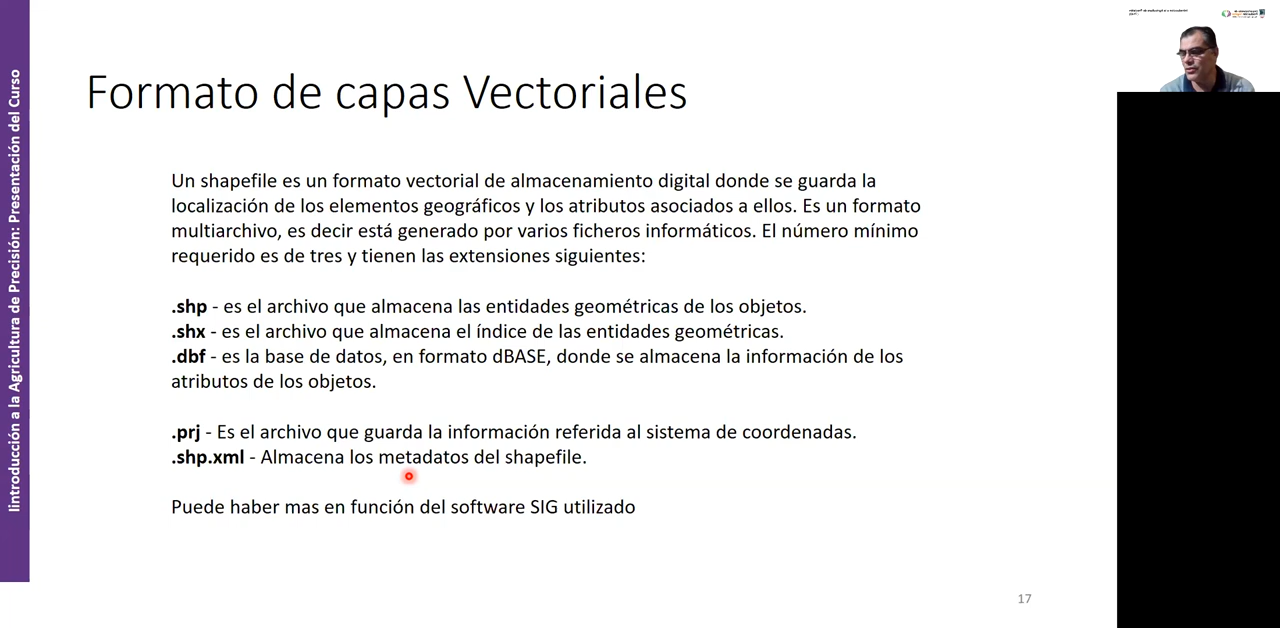 Iintroducción a la Agricultura de Precisión: Presentación del Curso
Formato de capas Vectoriales
Un shapefile es un formato vectorial de almacenamiento digital donde se guarda la
localización de los elementos geográficos y los atributos asociados a ellos. Es un formato
multiarchivo, es decir está generado por varios ficheros informáticos. El número mínimo
requerido es de tres y tienen las extensiones siguientes:
.shp - es el archivo que almacena las entidades geométricas de los objetos.
.shx - es el archivo que almacena el índice de las entidades geométricas.
.dbf - es la base de datos, en formato dBASE, donde se almacena la información de los
atributos de los objetos.
.prj - Es el archivo que guarda la información referida al sistema de coordenadas.
.shp.xml - Almacena los metadatos del shapefile.
Puede haber mas en función del software SIG utilizado
17